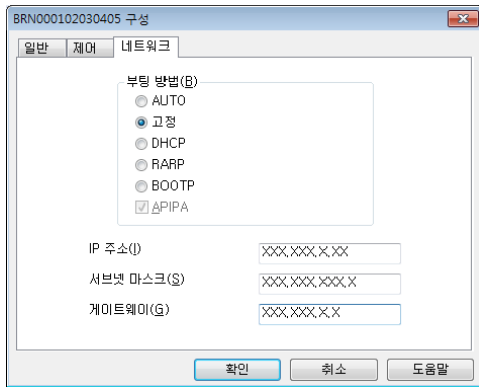 BRN000102030405 구성
일반 제어 네트워크
부팅 방법(B)
AUTO
고정
DHCP
RARP
BOOTP
APIPA
IP 주소(I) XXX.XXX.X.XX
서브넷 마스크(S) XXX.XXX.XXX.X
게이트웨이(G) XXX.XXX.X.X
확인 취소 도움말